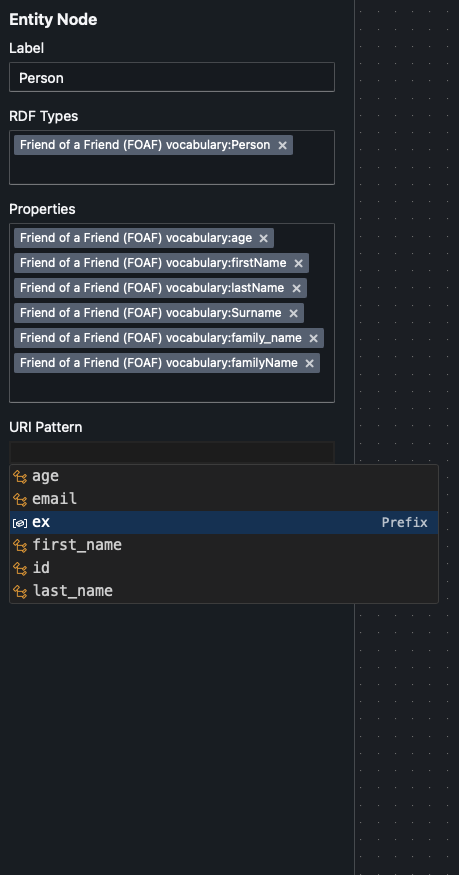 Entity Node
Label
Person
RDF Types
Friend of a Friend (FOAF) vocabulary:Person ×
Properties
Friend of a Friend (FOAF) vocabulary:age ×
Friend of a Friend (FOAF) vocabulary:firstName ×
Friend of a Friend (FOAF) vocabulary:lastName ×
Friend of a Friend (FOAF) vocabulary:Surname ×
Friend of a Friend (FOAF) vocabulary:family_name ×
Friend of a Friend (FOAF) vocabulary:familyName ×
URI Pattern
age
email
ex Prefix
first_name
id
last_name